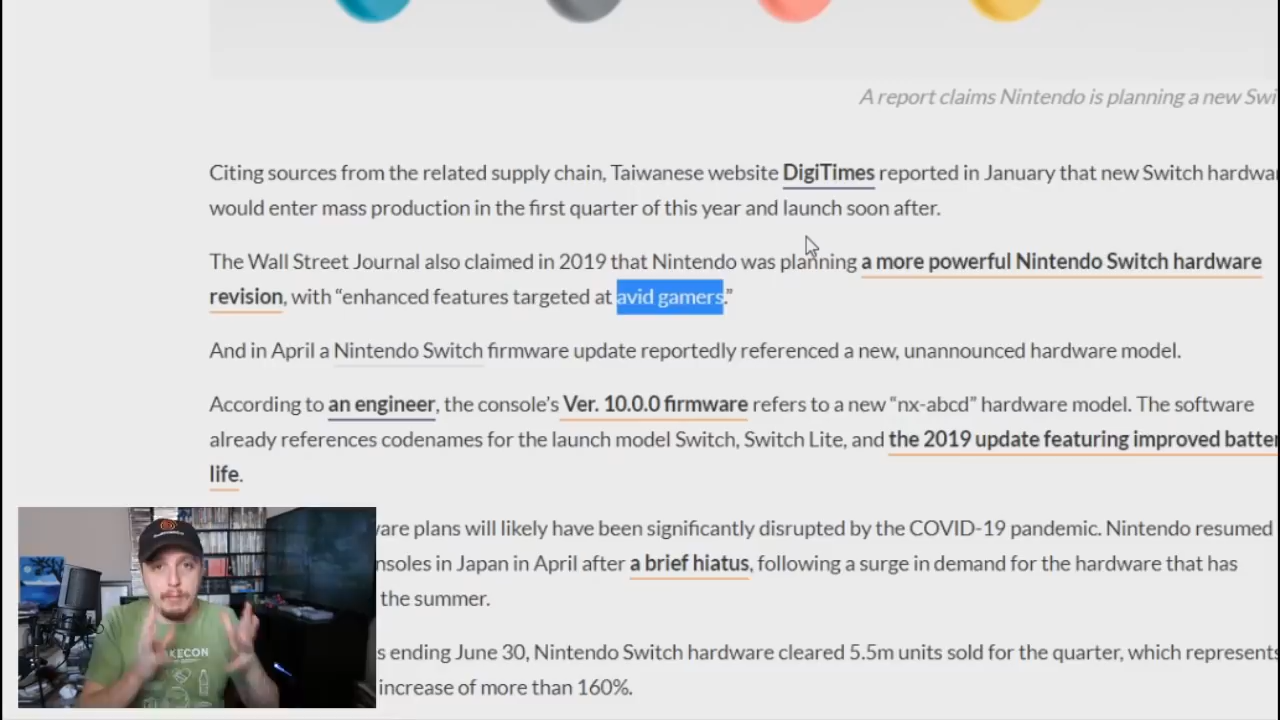 A report claims Nintendo is planning a new Swi
Citing sources from the related supply chain, Taiwanese website DigiTimes reported in January that new Switch hardwa
would enter mass production in the first quarter of this year and launch soon after.
The Wall Street Journal also claimed in 2019 that Nintendo was planning a more powerful Nintendo Switch hardware
revision, with “enhanced features targeted at avid gamers.”
And in April a Nintendo Switch firmware update reportedly referenced a new, unannounced hardware model.
According to an engineer, the console’s Ver. 10.0.0 firmware refers to a new “nx-abcd” hardware model. The software
already references codenames for the launch model Switch, Switch Lite, and the 2019 update featuring improved batte
life.
are plans will likely have been significantly disrupted by the COVID-19 pandemic. Nintendo resumed
nsoles in Japan in April after a brief hiatus, following a surge in demand for the hardware that has
the summer.
s ending June 30, Nintendo Switch hardware cleared 5.5m units sold for the quarter, which represents
increase of more than 160%.